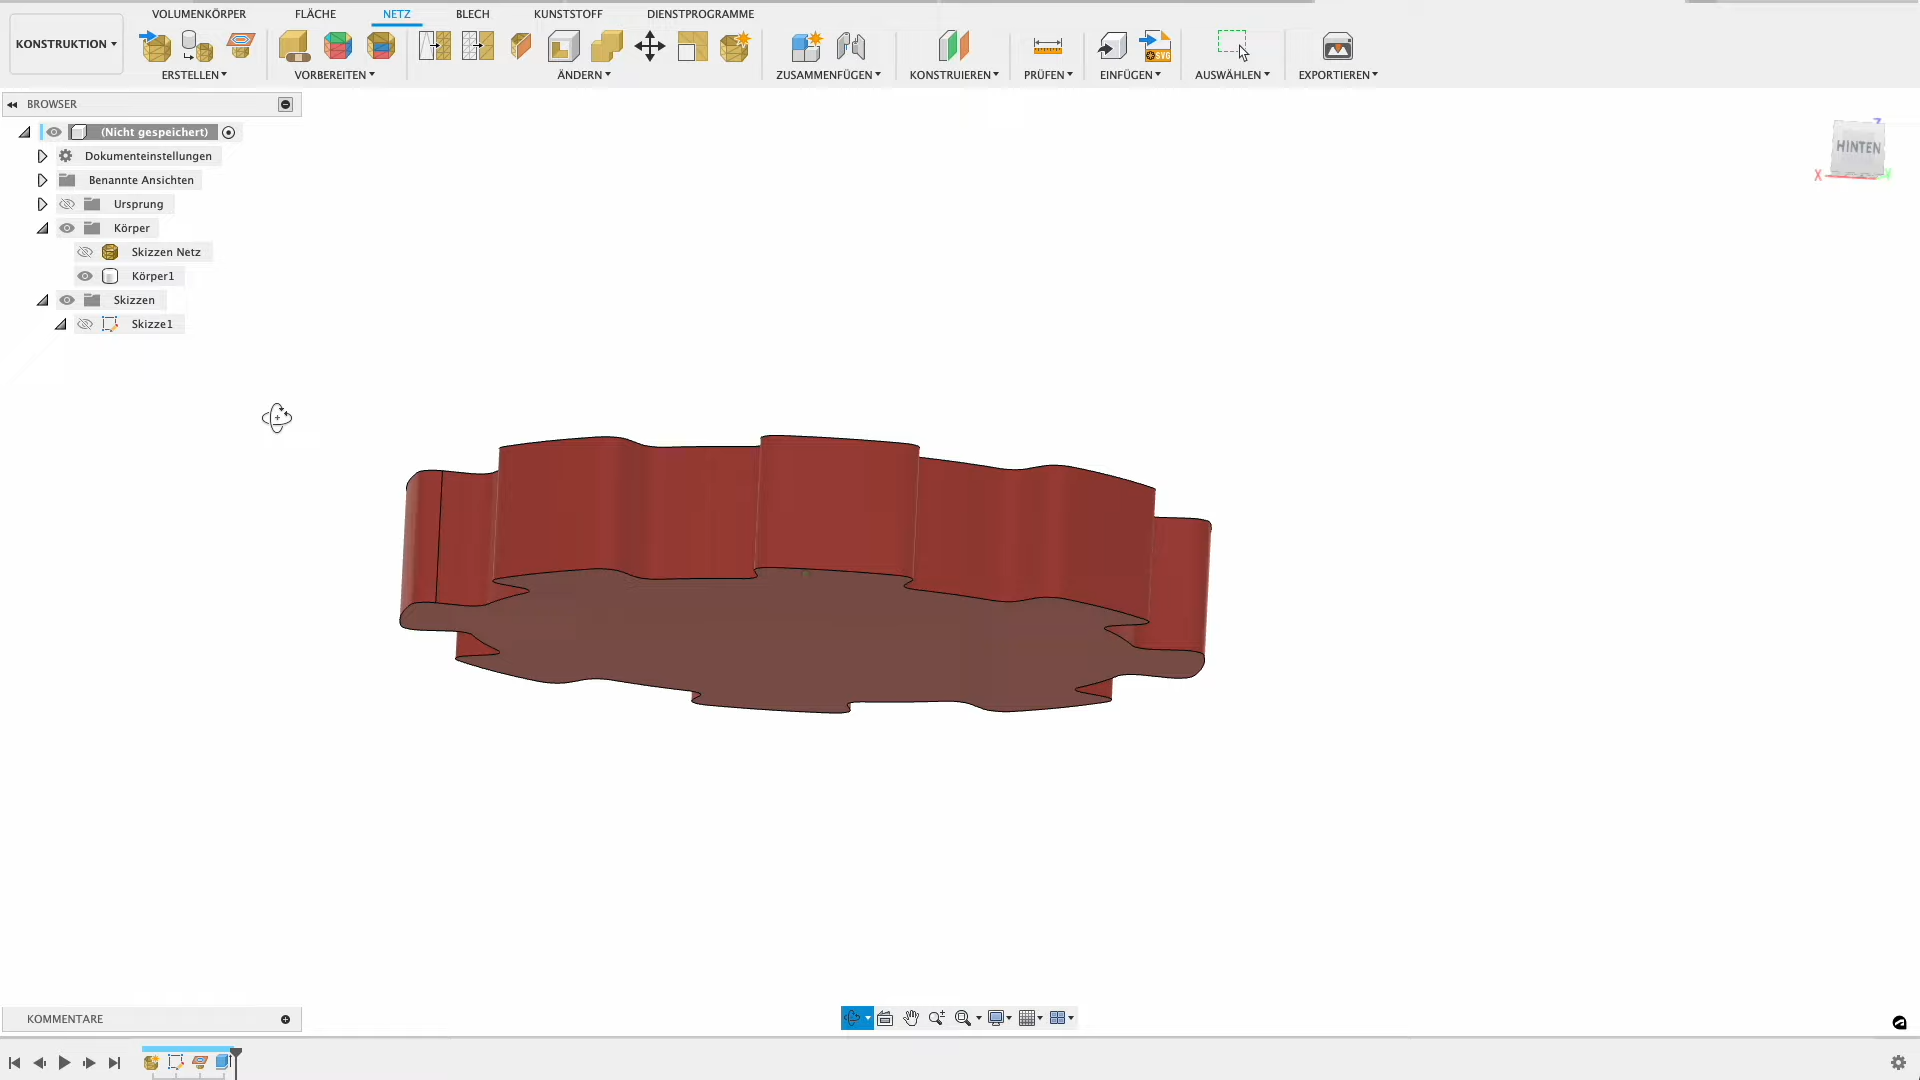 VOLUMENKÖRPER FLÄCHE NETZ BLECH KUNSTSTOFF DIENSTPROGRAMME
KONSTRUKTION
SVG
ERSTELLEN VORBEREITEN ÄNDERN ZUSAMMENFÜGEN KONSTRUIEREN PRÜFEN EINFÜGEN AUSWÄHLEN EXPORTIEREN
BROWSER
(Nicht gespeichert)
Dokumenteinstellungen
Benannte Ansichten
Ursprung
Körper
Skizzen Netz
Körper1
Skizzen
Skizze1
Z
HINTEN
X Y
KOMMENTARE